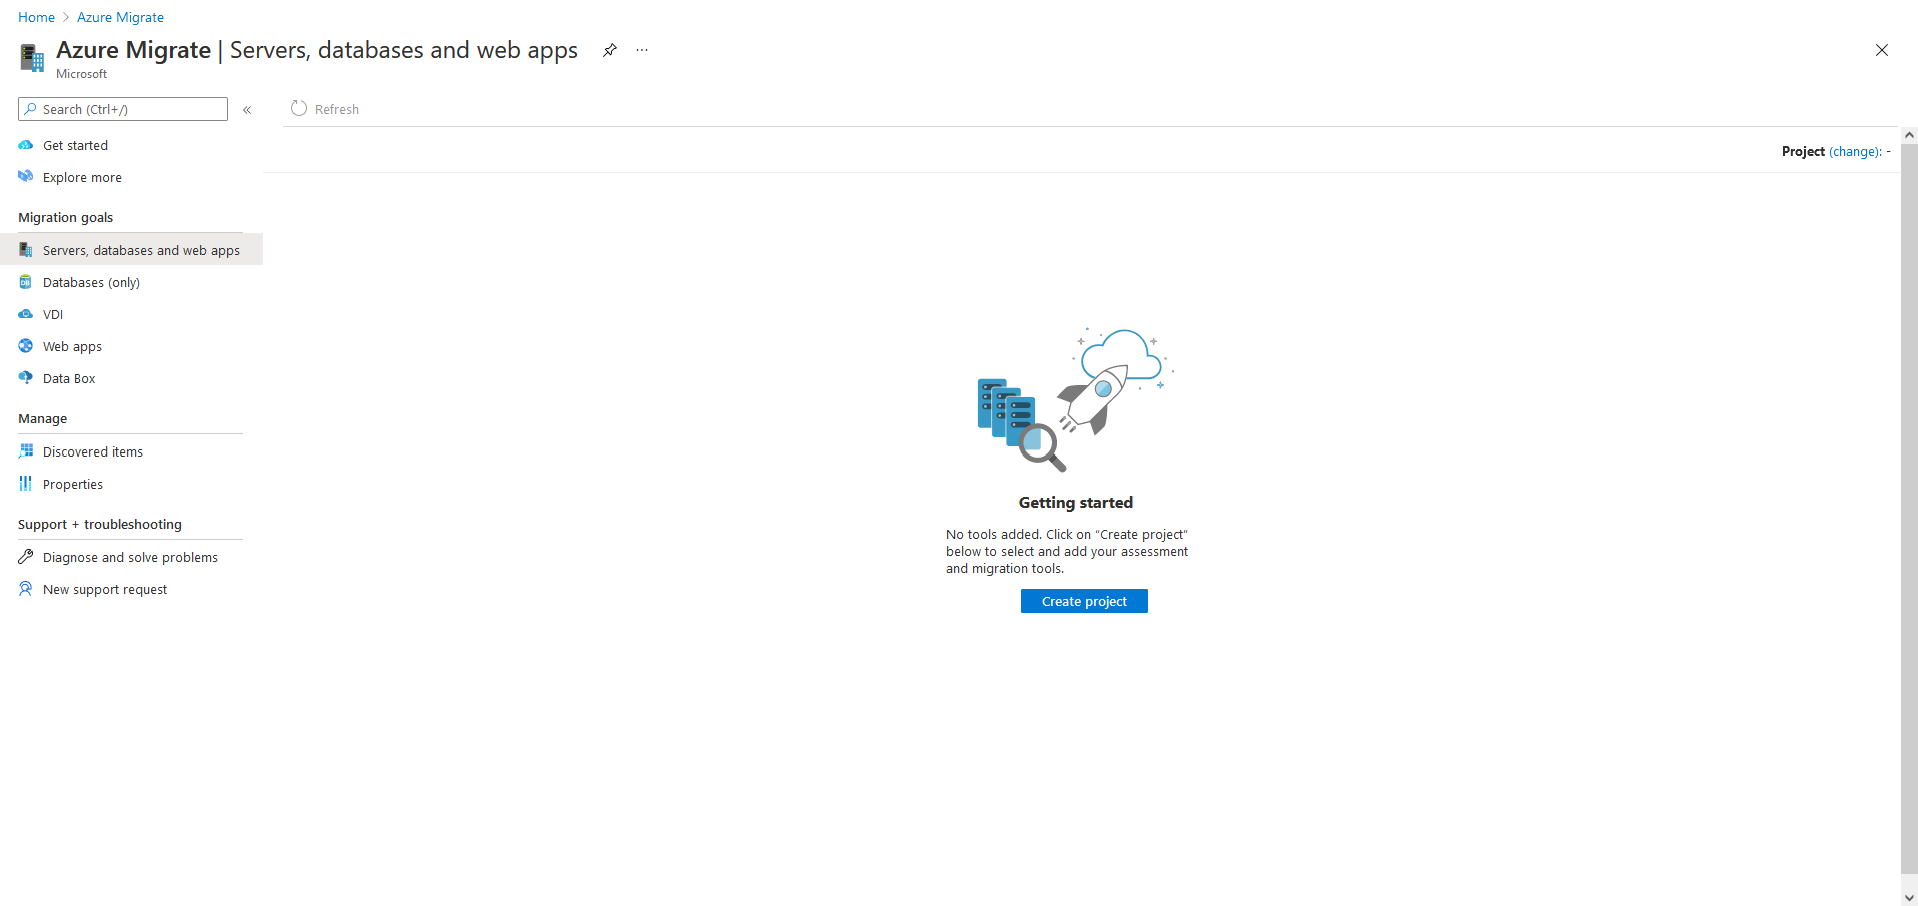 Home > Azure Migrate
Azure Migrate | Servers, databases and web apps
Microsoft
Search (Ctrl+/)
«
Refresh
Get started
Explore more
Project (change): -
Migration goals
Servers, databases and web apps
Databases (only)
VDI
Web apps
Data Box
Manage
Discovered items
Properties
Support + troubleshooting
Diagnose and solve problems
New support request
Getting started
No tools added. Click on “Create project”
below to select and add your assessment
and migration tools.
Create project